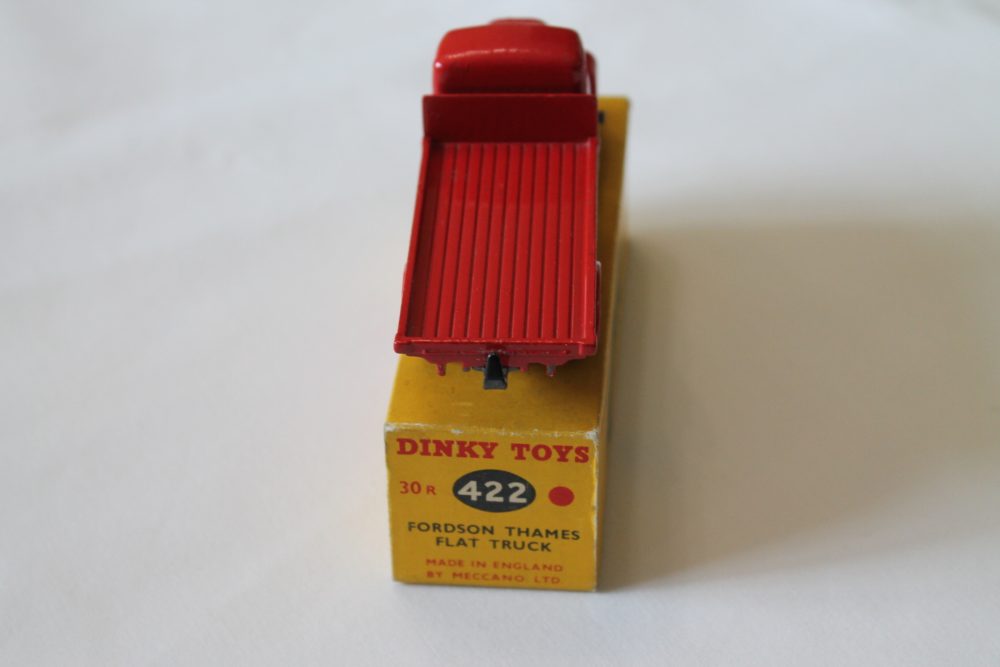 DINKY TOYS
30 R 422
FORDSON THAMES
FLAT TRUCK
MADE IN ENGLAND
BY MECCANO LTD